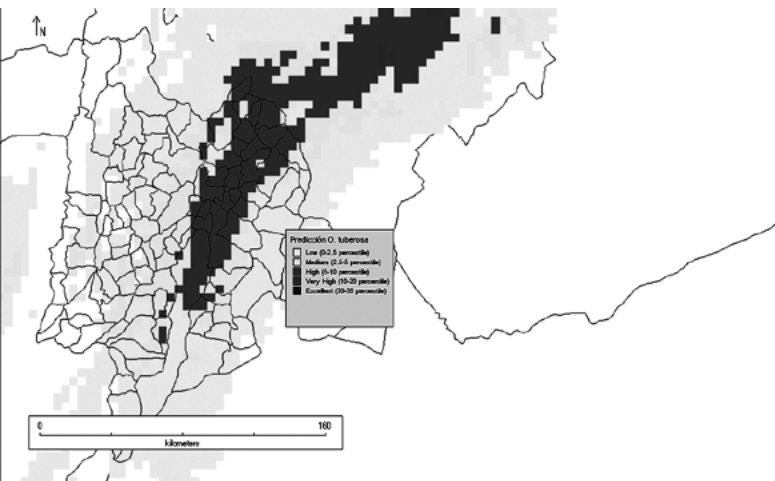 N
Predicción O. tuberosa
Low (0-2.5 percentile)
Medium (2.5-5 percentile)
High (5-10 percentile)
Very High (10-20 percentile)
Excellent (20-35 percentile)
0 160
kilometers